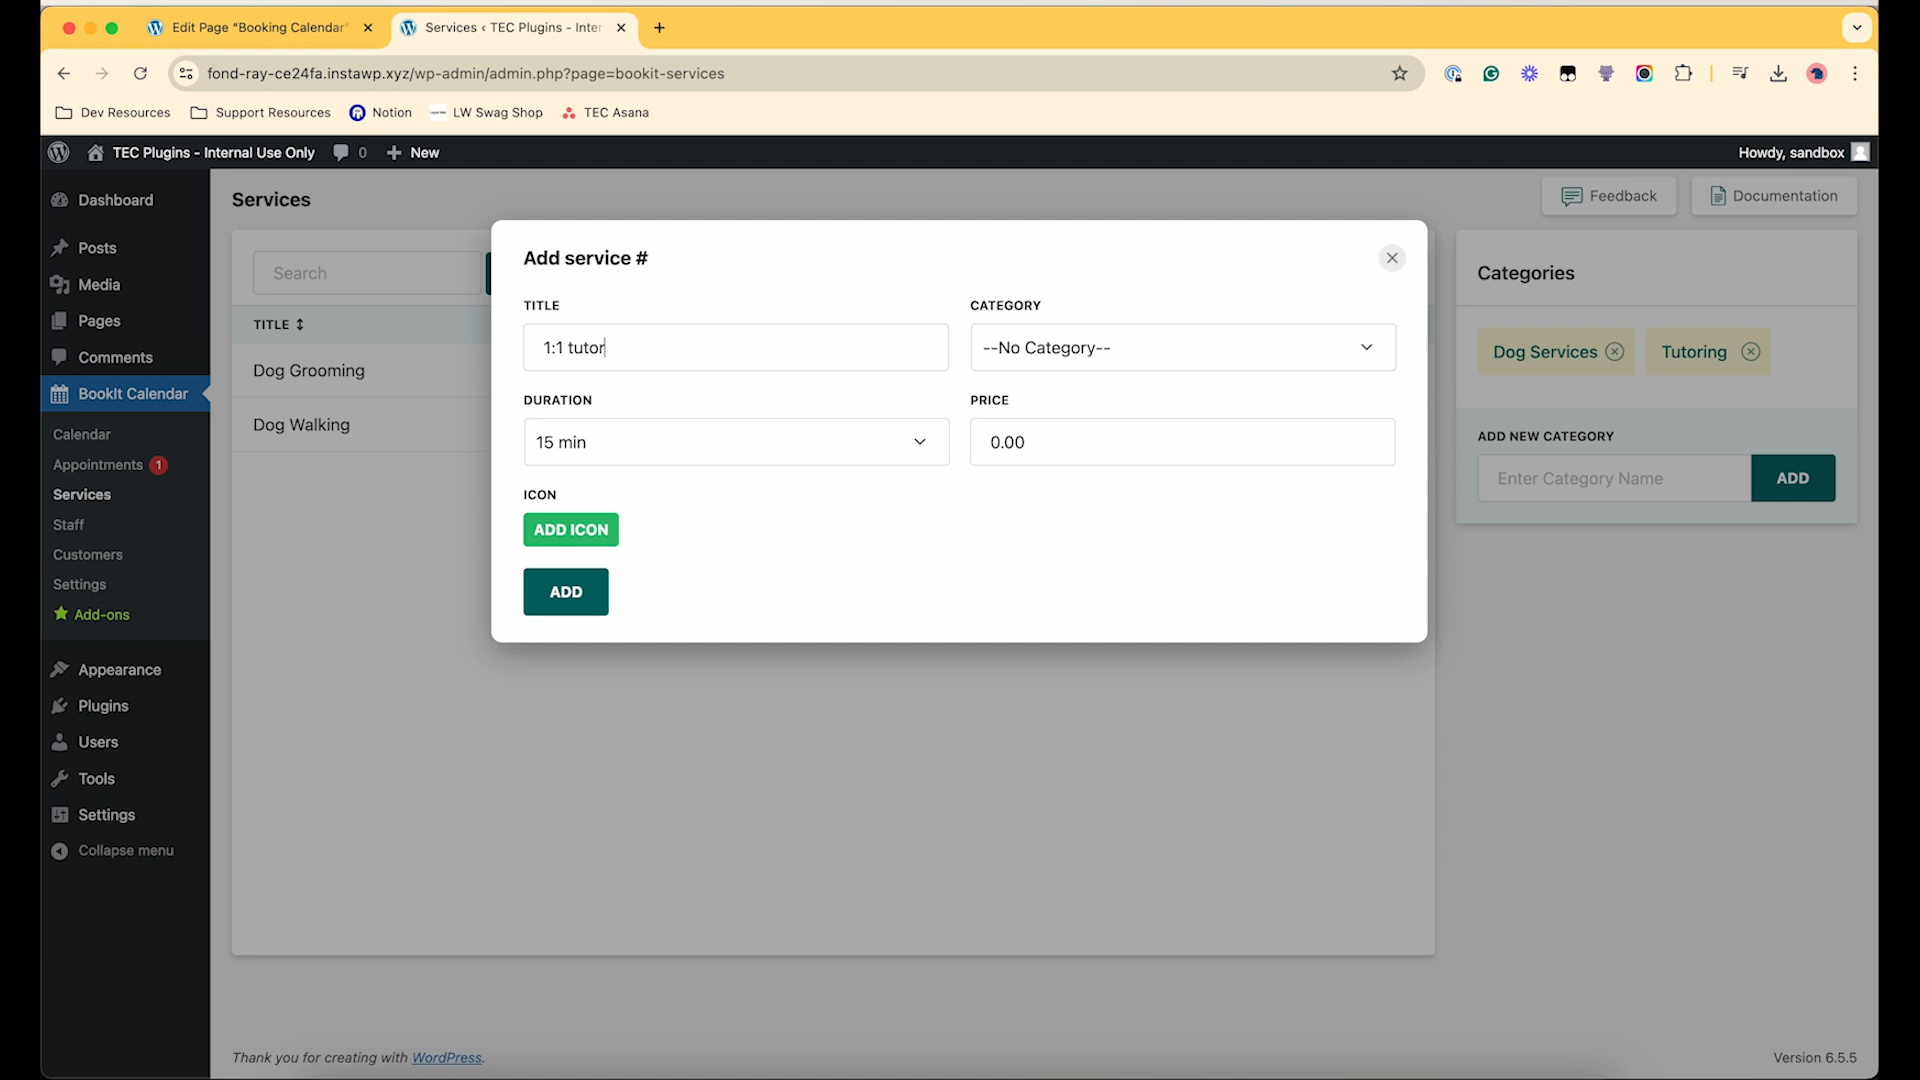 Edit Page "Booking Calendar"
Services ‹ TEC Plugins - Inter
fond-ray-ce24fa.instawp.xyz/wp-admin/admin.php?page=bookit-services
Dev Resources
Support Resources
Notion
LW Swag Shop
TEC Asana
TEC Plugins - Internal Use Only
0
New
Howdy, sandbox
Dashboard
Posts
Media
Pages
Comments
BookIt Calendar
Calendar
Appointments 1
Services
Staff
Customers
Settings
Add-ons
Appearance
Plugins
Users
Tools
Settings
Collapse menu
Services
Feedback
Documentation
Search
TITLE
Dog Grooming
Dog Walking
Add service #
TITLE
1:1 tutor
CATEGORY
--No Category--
DURATION
15 min
PRICE
0.00
ICON
ADD ICON
ADD
Categories
Dog Services
Tutoring
ADD NEW CATEGORY
Enter Category Name
ADD
Thank you for creating with WordPress.
Version 6.5.5